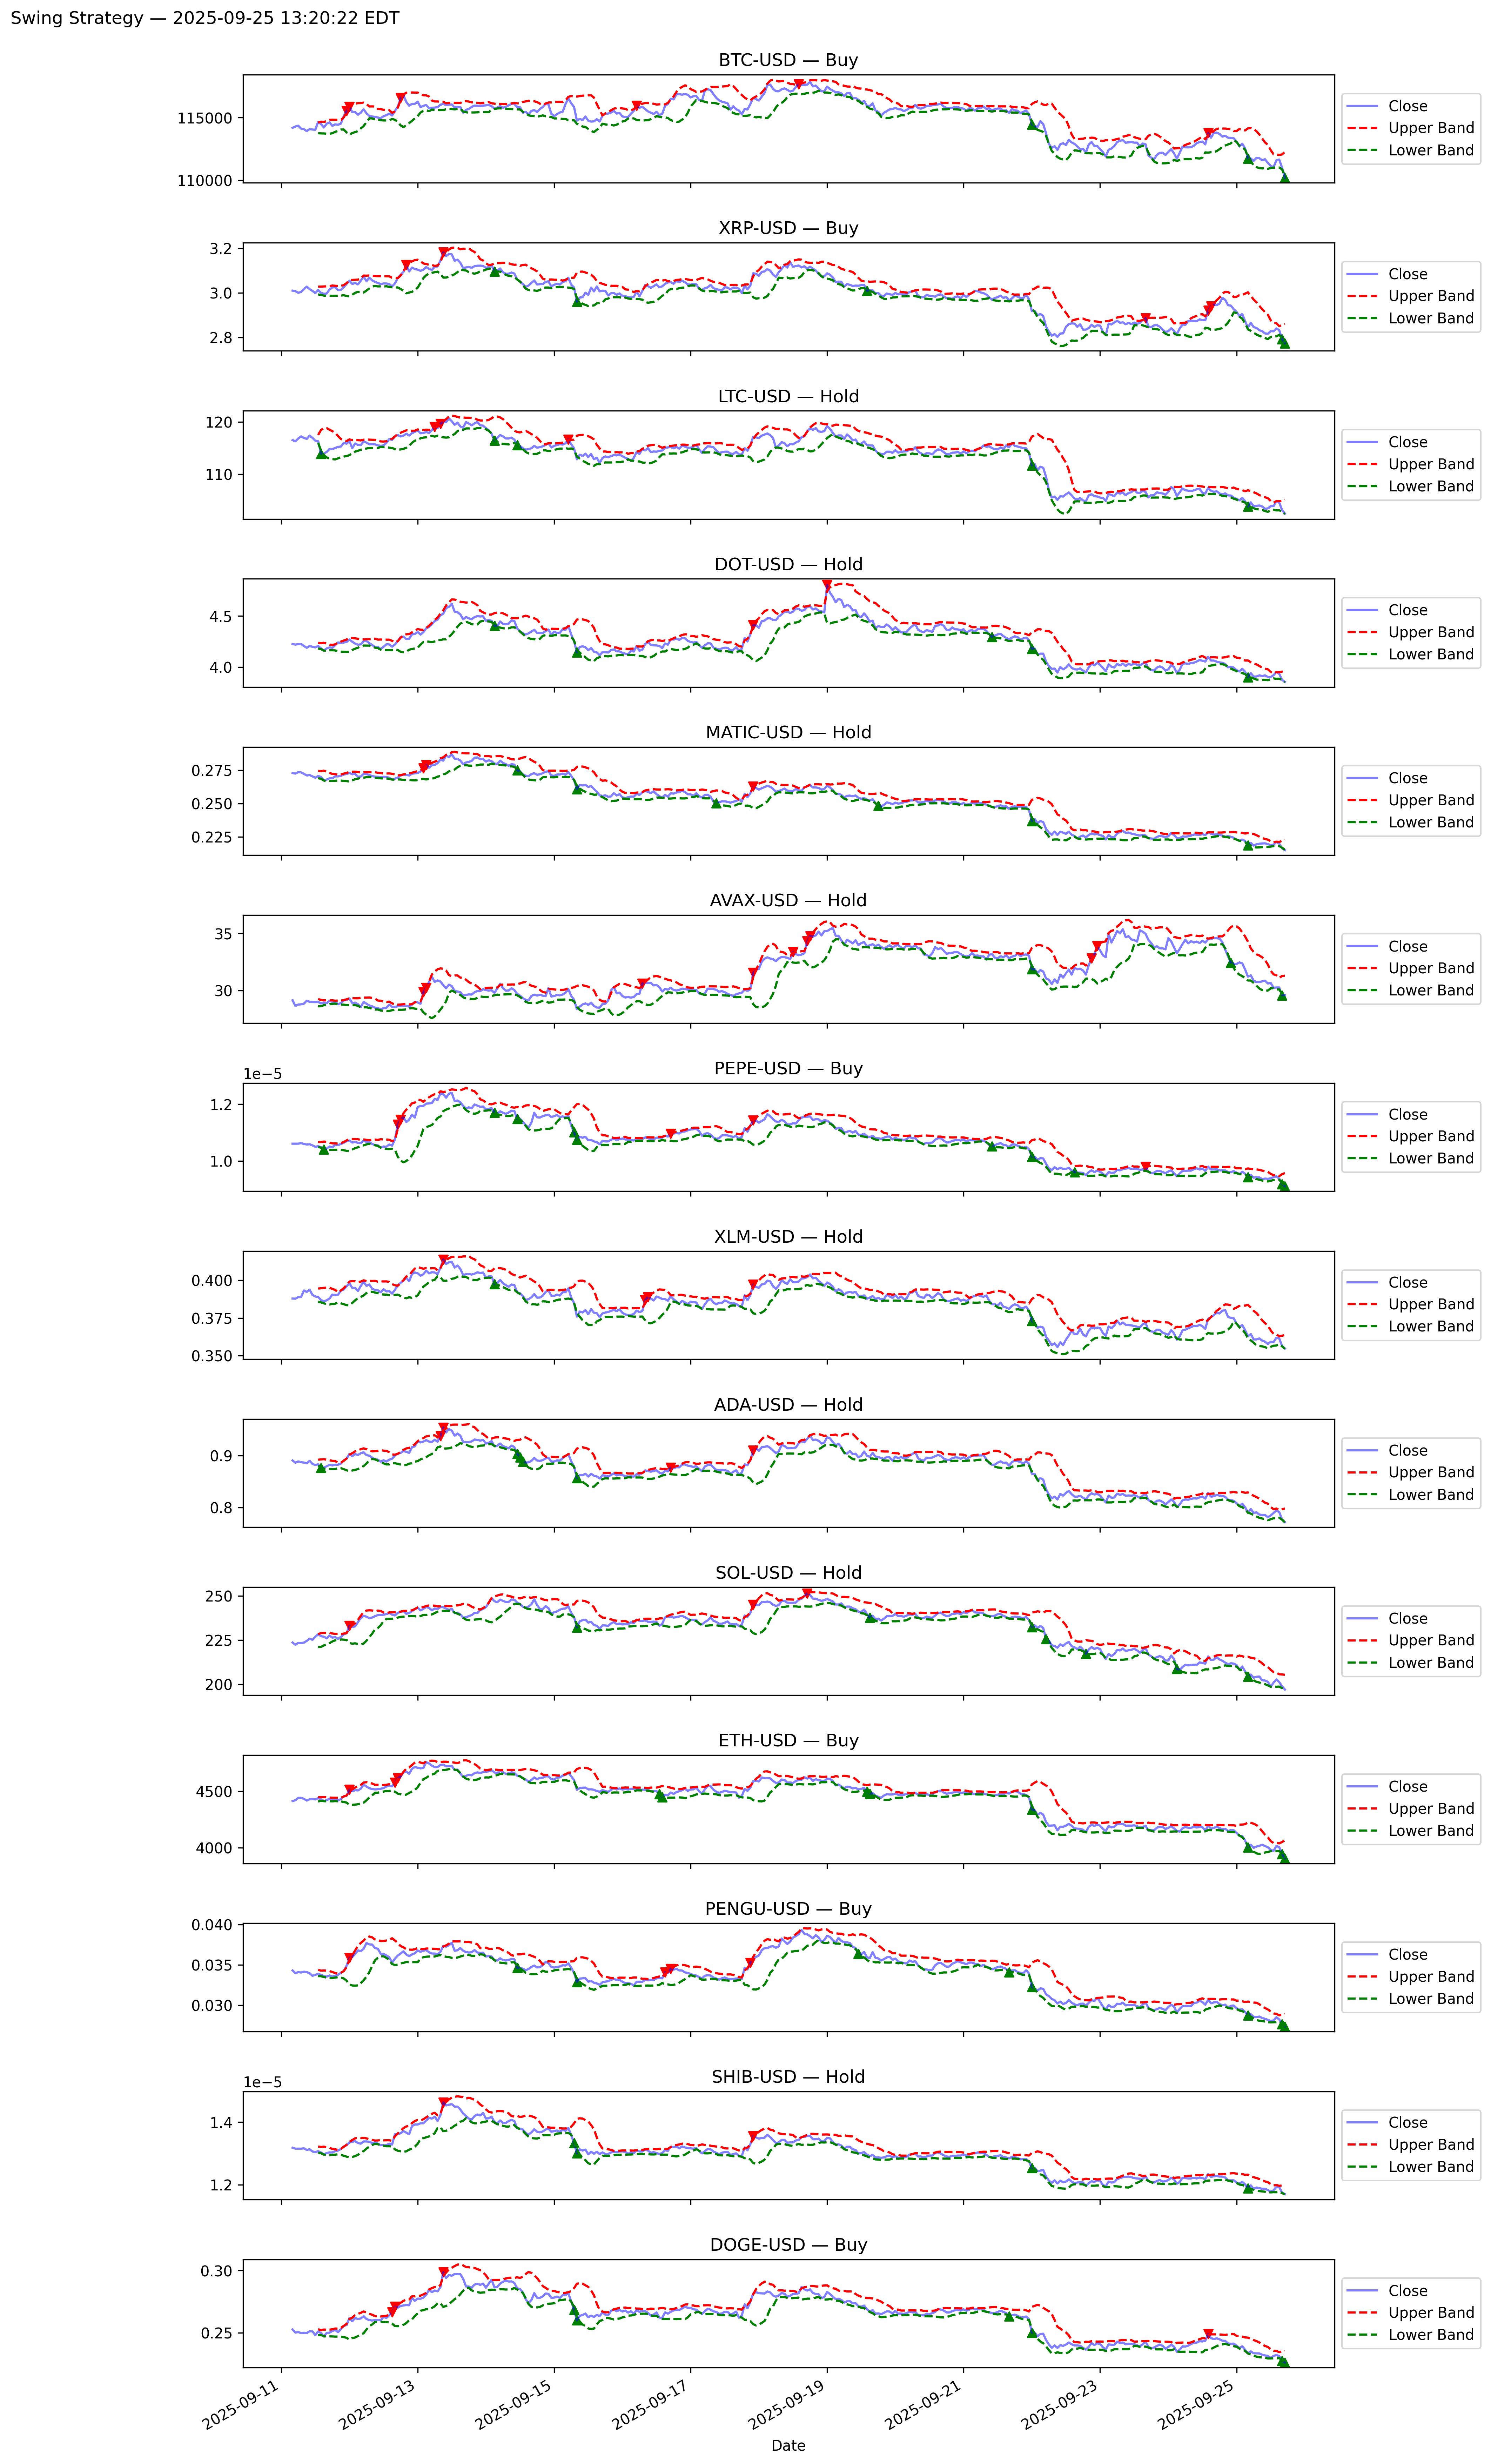 Swing Strategy — 2025-09-25 13:20:22 EDT
BTC-USD — Buy
115000
110000
Close
Upper Band
Lower Band
XRP-USD — Buy
3.2
3.0
2.8
Close
Upper Band
Lower Band
LTC-USD — Hold
120
110
Close
Upper Band
Lower Band
DOT-USD — Hold
4.5
4.0
Close
Upper Band
Lower Band
MATIC-USD — Hold
0.275
0.250
0.225
Close
Upper Band
Lower Band
AVAX-USD — Hold
35
30
Close
Upper Band
Lower Band
PEPE-USD — Buy
1e−5
1.2
1.0
Close
Upper Band
Lower Band
XLM-USD — Hold
0.400
0.375
0.350
Close
Upper Band
Lower Band
ADA-USD — Hold
0.9
0.8
Close
Upper Band
Lower Band
SOL-USD — Hold
250
225
200
Close
Upper Band
Lower Band
ETH-USD — Buy
4500
4000
Close
Upper Band
Lower Band
PENGU-USD — Buy
0.040
0.035
0.030
Close
Upper Band
Lower Band
SHIB-USD — Hold
1e−5
1.4
1.2
Close
Upper Band
Lower Band
DOGE-USD — Buy
0.30
0.25
Close
Upper Band
Lower Band
2025-09-11
2025-09-13
2025-09-15
2025-09-17
2025-09-19
2025-09-21
2025-09-23
2025-09-25
Date